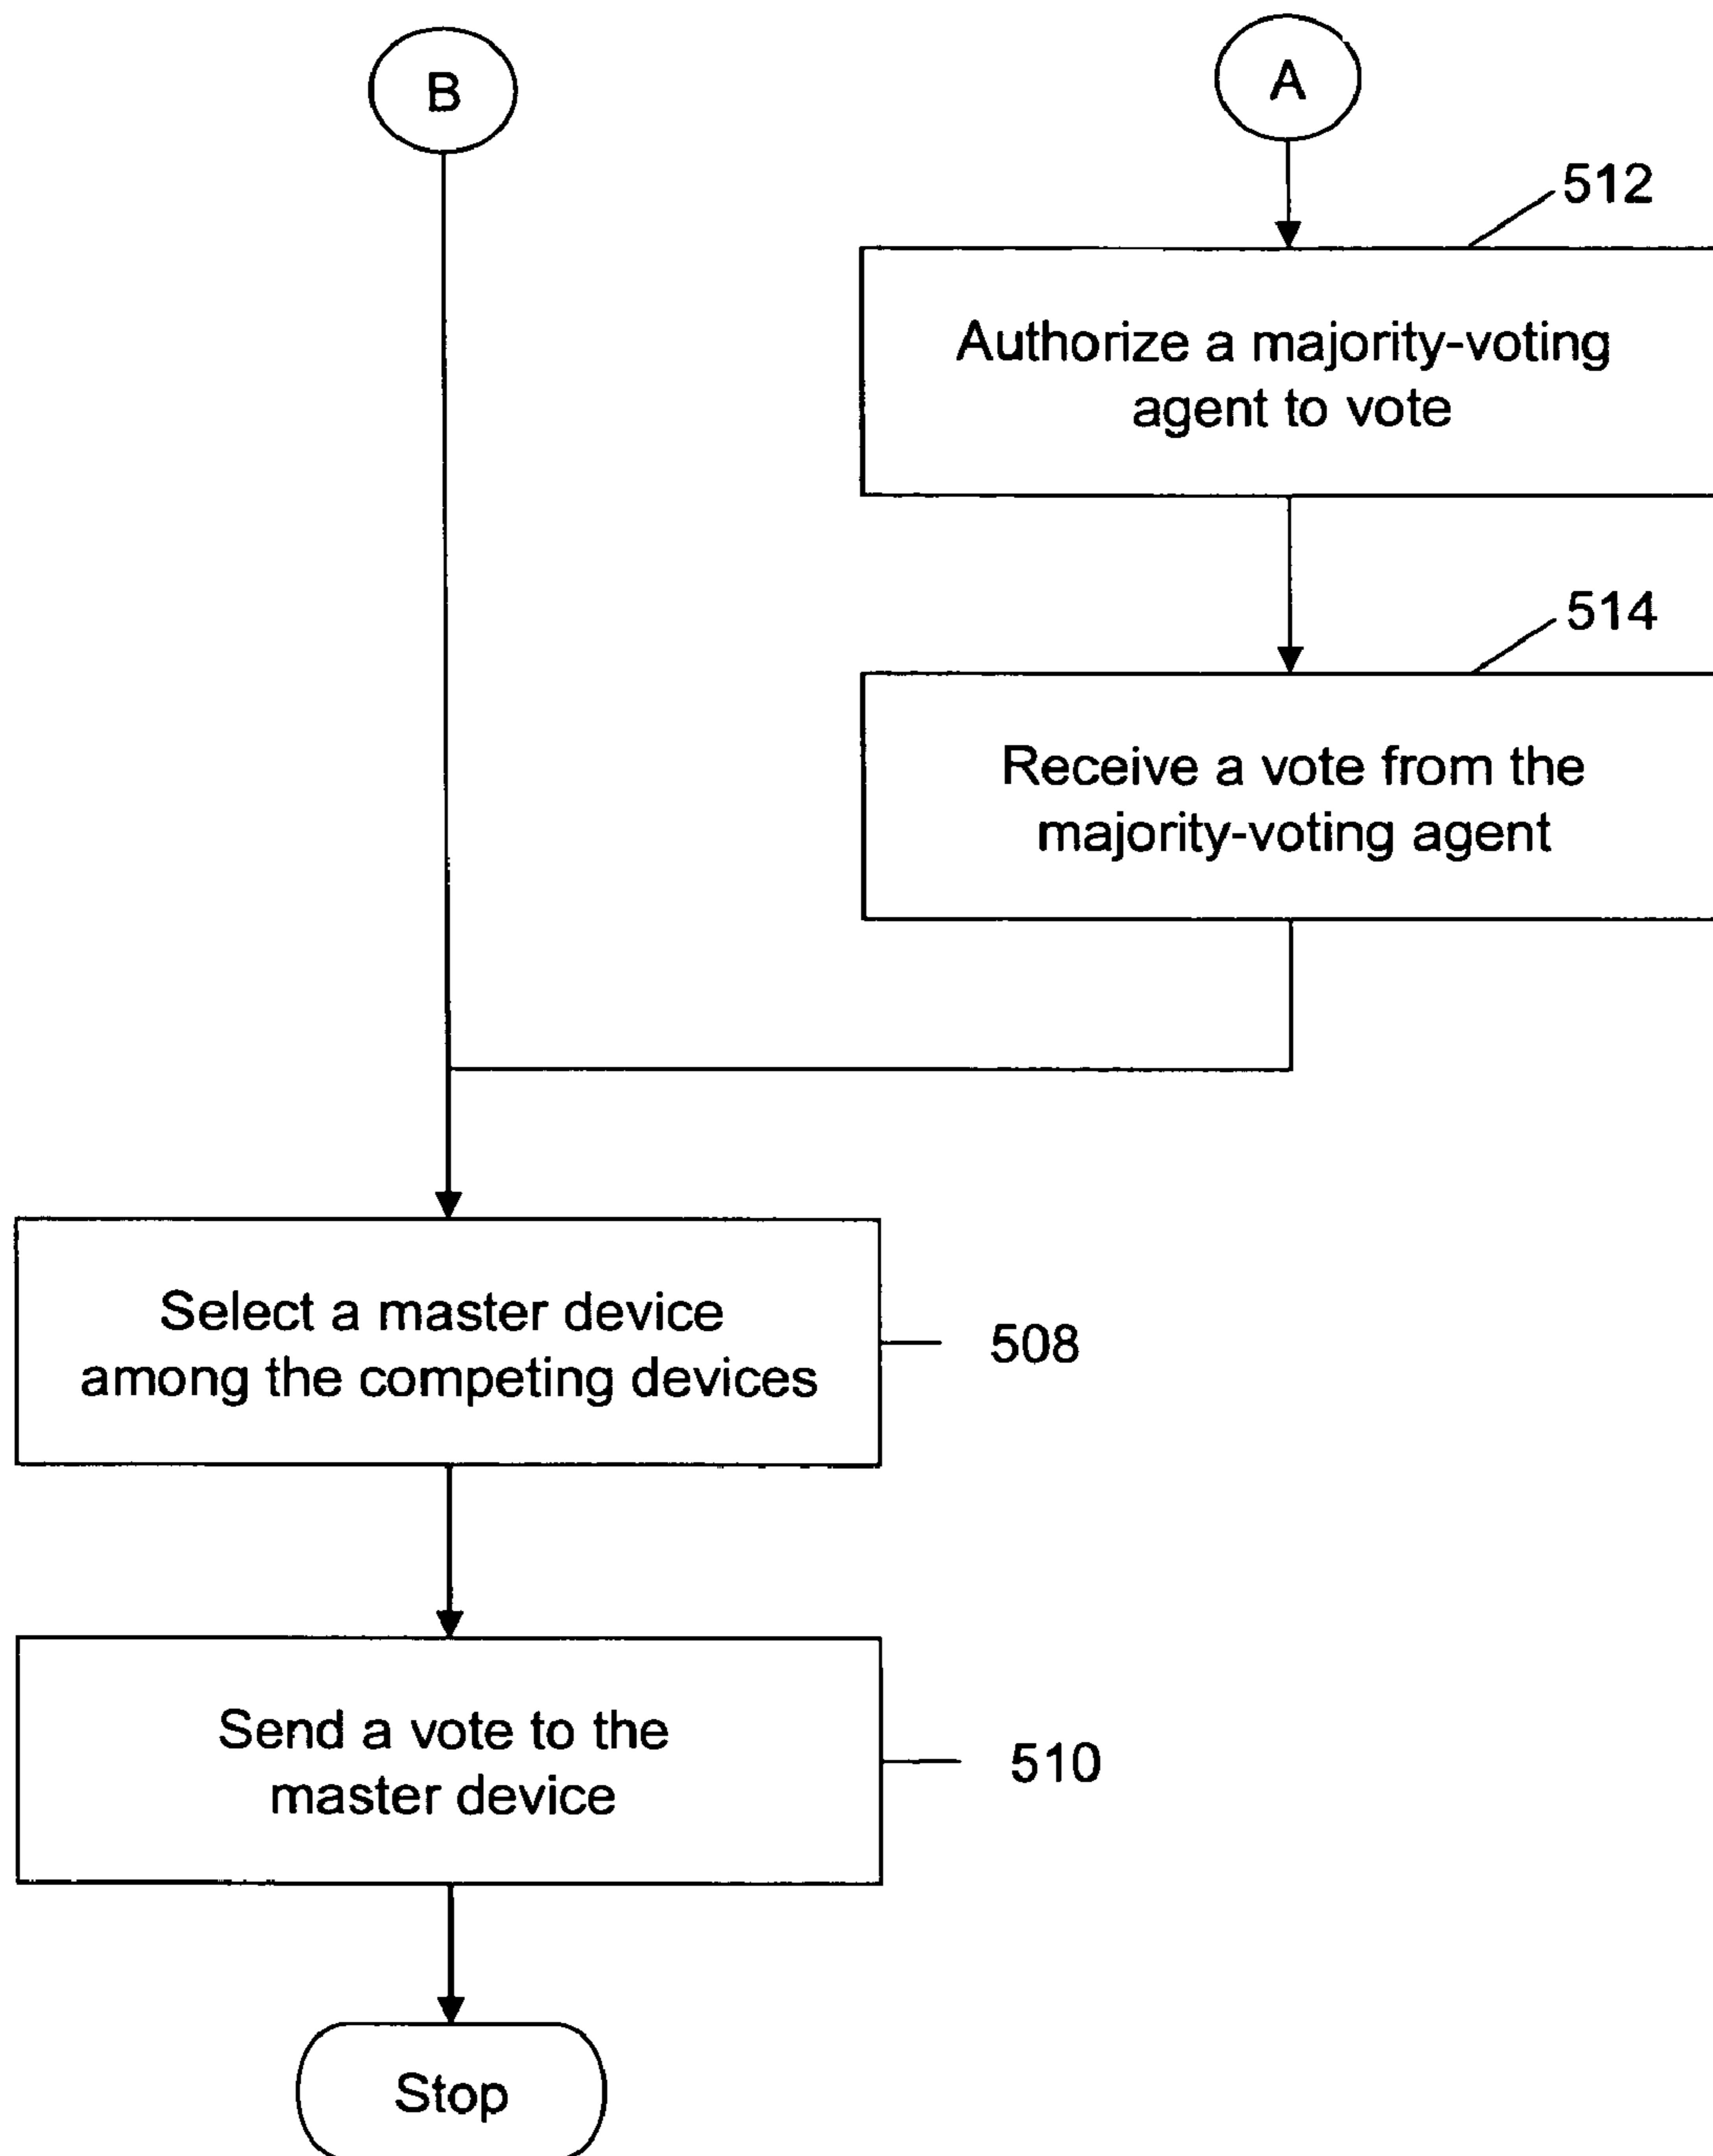 B
A
512
Authorize a majority-voting
agent to vote
514
Receive a vote from the
majority-voting agent
Select a master device
among the competing devices
508
Send a vote to the
master device
510
Stop